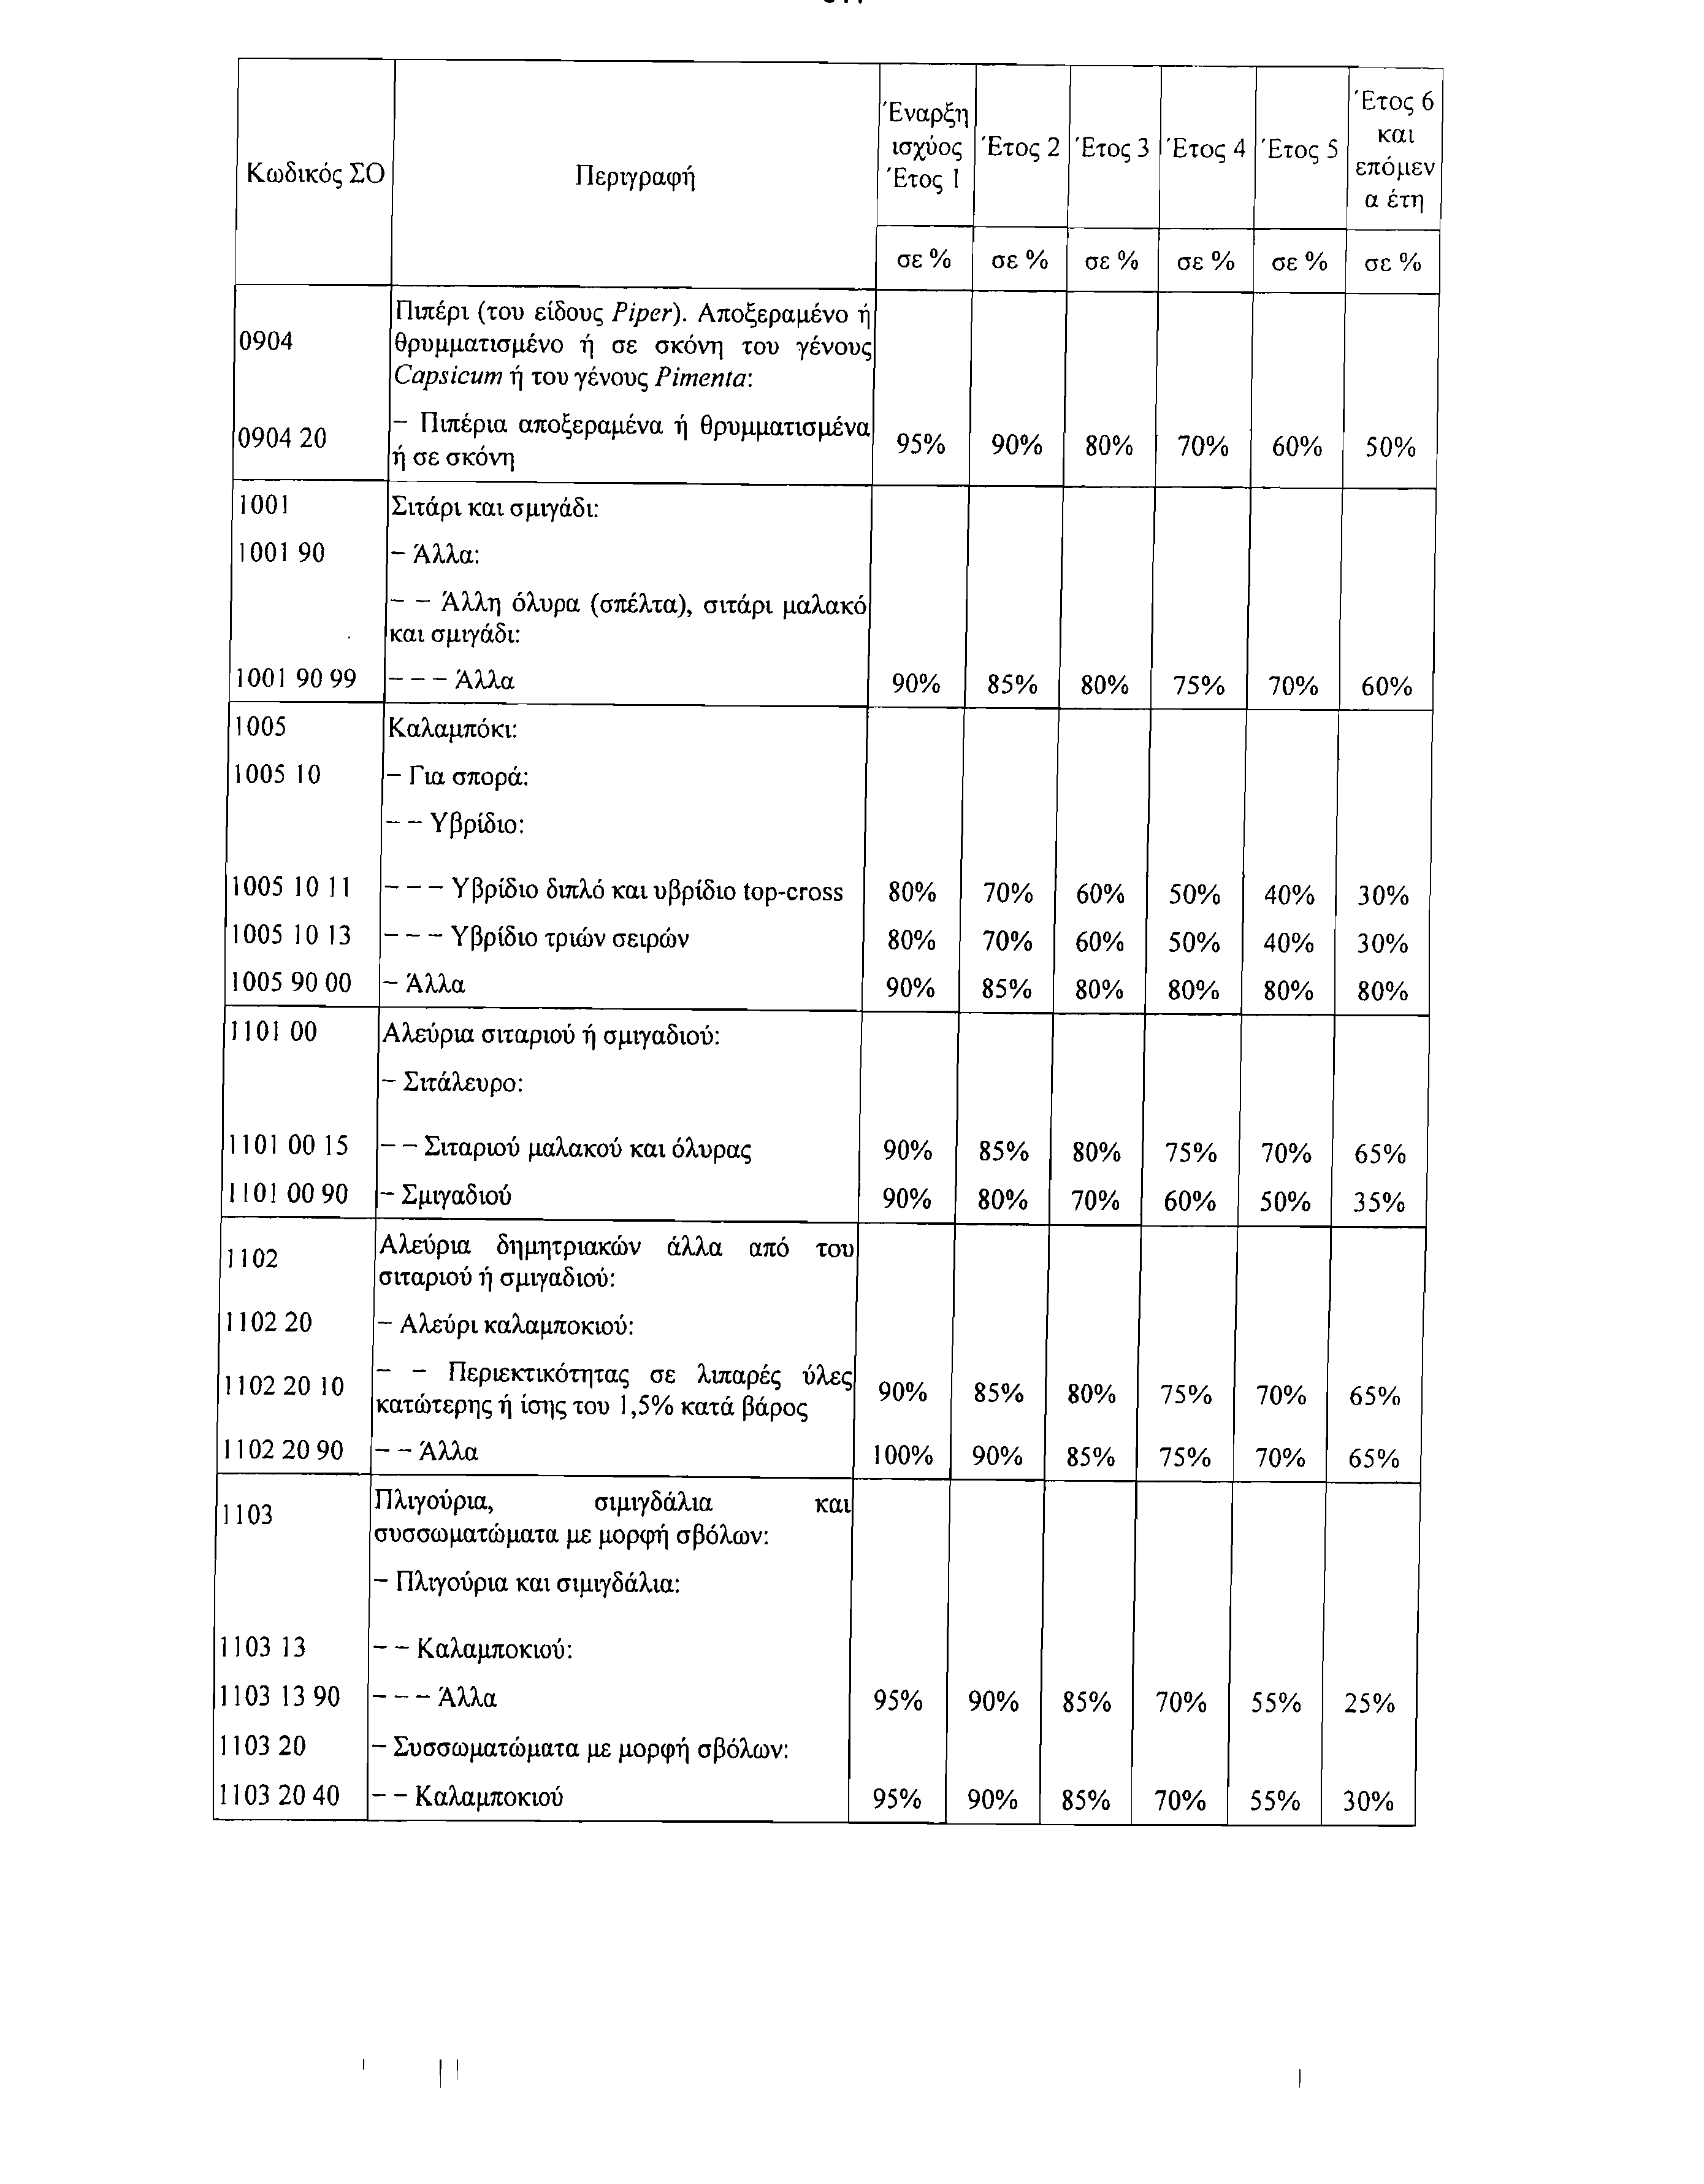 Κωδικός ΣΟ Περιγραφή Έναρξη ισχύος Έτος 1 Έτος 2 Έτος 3 Έτος 4 Έτος 5 Έτος 6 και επόμεν α έτη
σε % σε % σε % σε % σε % σε %
0904 Πιπέρι (του είδους Piper). Αποξεραμένο ή
θρυμματισμένο ή σε σκόνη του γένους
Capsicum ή του γένους Pimenta:
0904 20 – Πιπέρια αποξεραμένα ή θρυμματισμένα
ή σε σκόνη 95% 90% 80% 70% 60% 50%
1001 Σιτάρι και σμιγάδι:
1001 90 – Άλλα:
– – Άλλη όλυρα (σπέλτα), σιτάρι μαλακό
και σμιγάδι:
1001 90 99 – – – Άλλα 90% 85% 80% 75% 70% 60%
1005 Καλαμπόκι:
1005 10 – Για σπορά:
– – Υβρίδιο:
1005 10 11 – – – Υβρίδιο διπλό και υβρίδιο top-cross 80% 70% 60% 50% 40% 30%
1005 10 13 – – – Υβρίδιο τριών σειρών 80% 70% 60% 50% 40% 30%
1005 90 00 – Άλλα 90% 85% 80% 80% 80% 80%
1101 00 Αλεύρια σιταριού ή σμιγαδιού:
– Σιτάλευρο:
1101 00 15 – – Σιταριού μαλακού και όλυρας 90% 85% 80% 75% 70% 65%
1101 00 90 – Σμιγαδιού 90% 80% 70% 60% 50% 35%
1102 Αλεύρια δημητριακών άλλα από του
σιταριού ή σμιγαδιού:
1102 20 – Αλεύρι καλαμποκιού:
1102 20 10 – – Περιεκτικότητας σε λιπαρές ύλες
κατώτερης ή ίσης του 1,5% κατά βάρος 90% 85% 80% 75% 70% 65%
1102 20 90 – – Άλλα 100% 90% 85% 75% 70% 65%
1103 Πλιγούρια, σιμιγδάλια και
συσσωματώματα με μορφή σβόλων:
– Πλιγούρια και σιμιγδάλια:
1103 13 – – Καλαμποκιού:
1103 13 90 – – – Άλλα 95% 90% 85% 70% 55% 25%
1103 20 – Συσσωματώματα με μορφή σβόλων:
1103 20 40 – – Καλαμποκιού 95% 90% 85% 70% 55% 30%